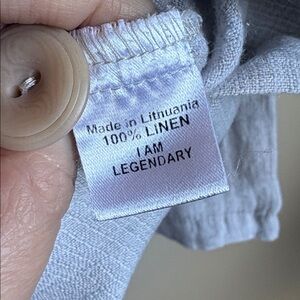 Made in Lithuania
100% LINEN
I AM
LEGENDARY